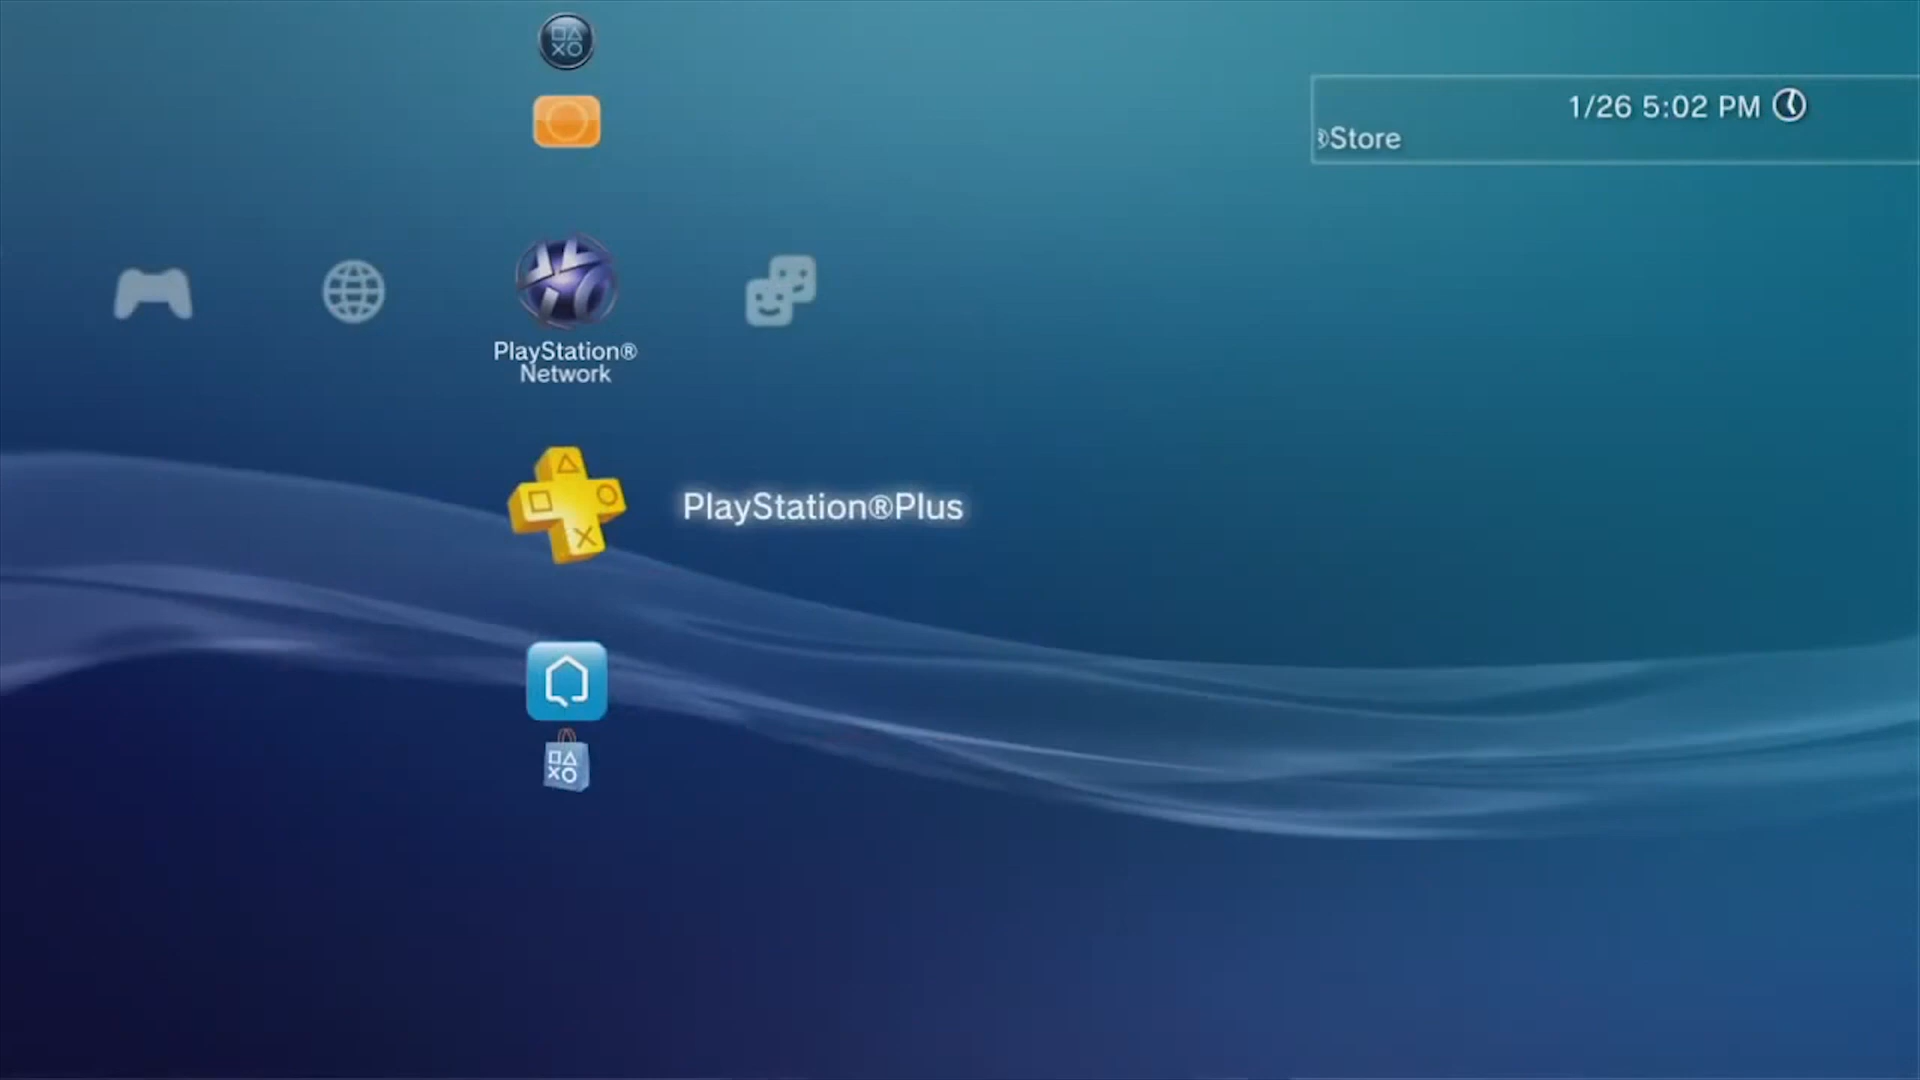 1/26 5:02 PM
®Store
PlayStation®
Network
PlayStation®Plus